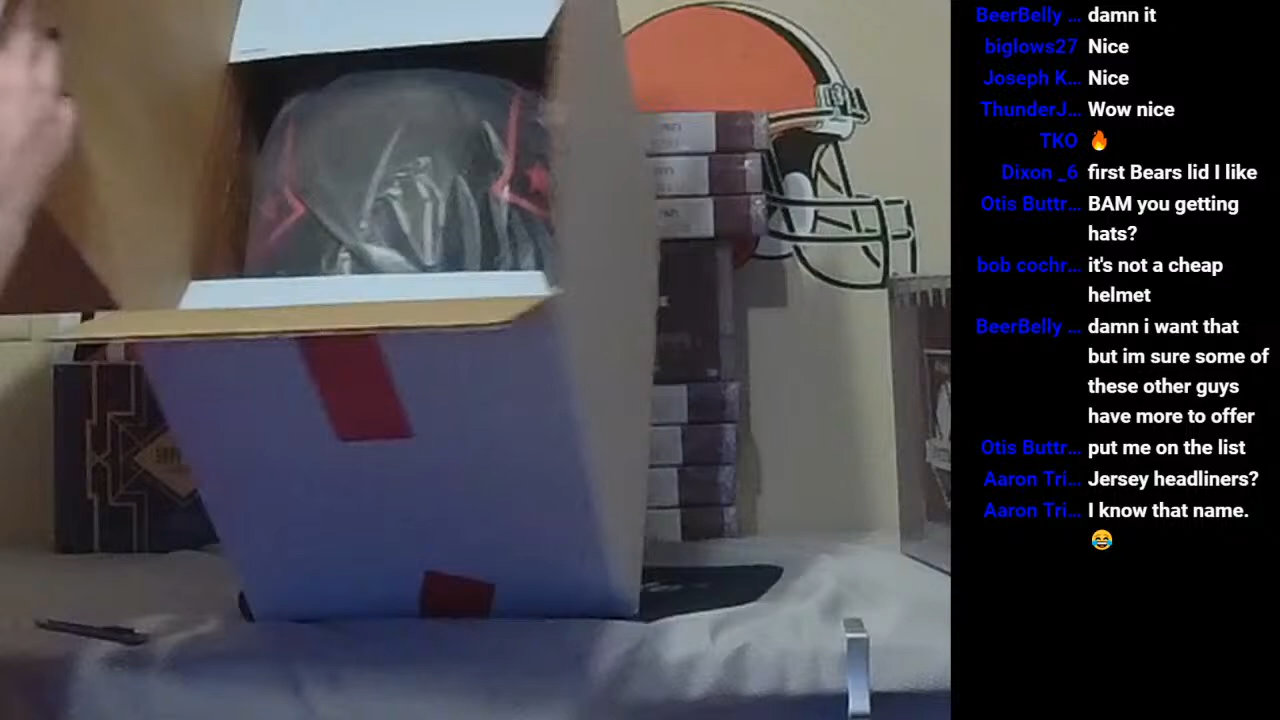 BeerBelly ... damn it
biglows27 Nice
Joseph K... Nice
ThunderJ... Wow nice
TKO 🔥
Dixon _6 first Bears lid I like
Otis Buttr... BAM you getting
hats?
bob cochr... it's not a cheap
helmet
BeerBelly ... damn i want that
but im sure some of
these other guys
have more to offer
Otis Buttr... put me on the list
Aaron Tri... Jersey headliners?
Aaron Tri... I know that name.
😂